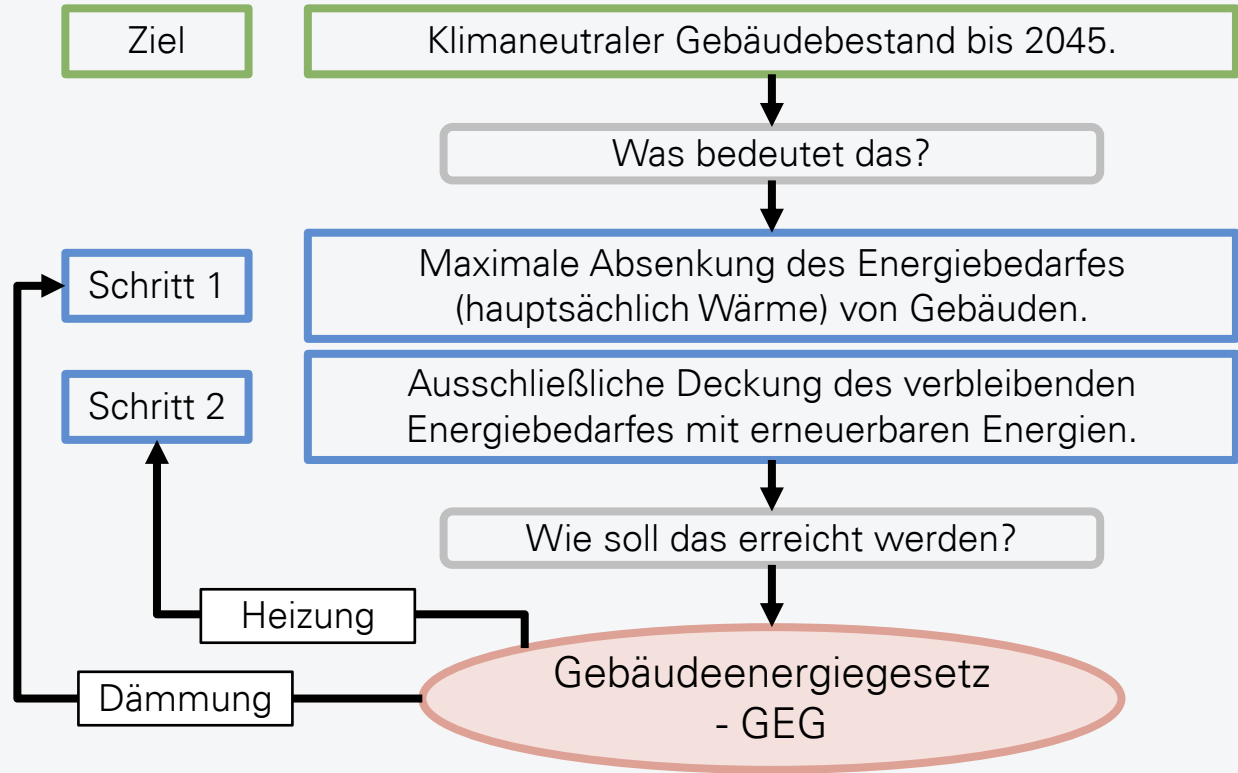 Ziel
Klimaneutraler Gebäudebestand bis 2045.
Was bedeutet das?
Schritt 1
Maximale Absenkung des Energiebedarfes
(hauptsächlich Wärme) von Gebäuden.
Schritt 2
Ausschließliche Deckung des verbleibenden
Energiebedarfes mit erneuerbaren Energien.
Wie soll das erreicht werden?
Heizung
Dämmung
Gebäudeenergiegesetz
- GEG